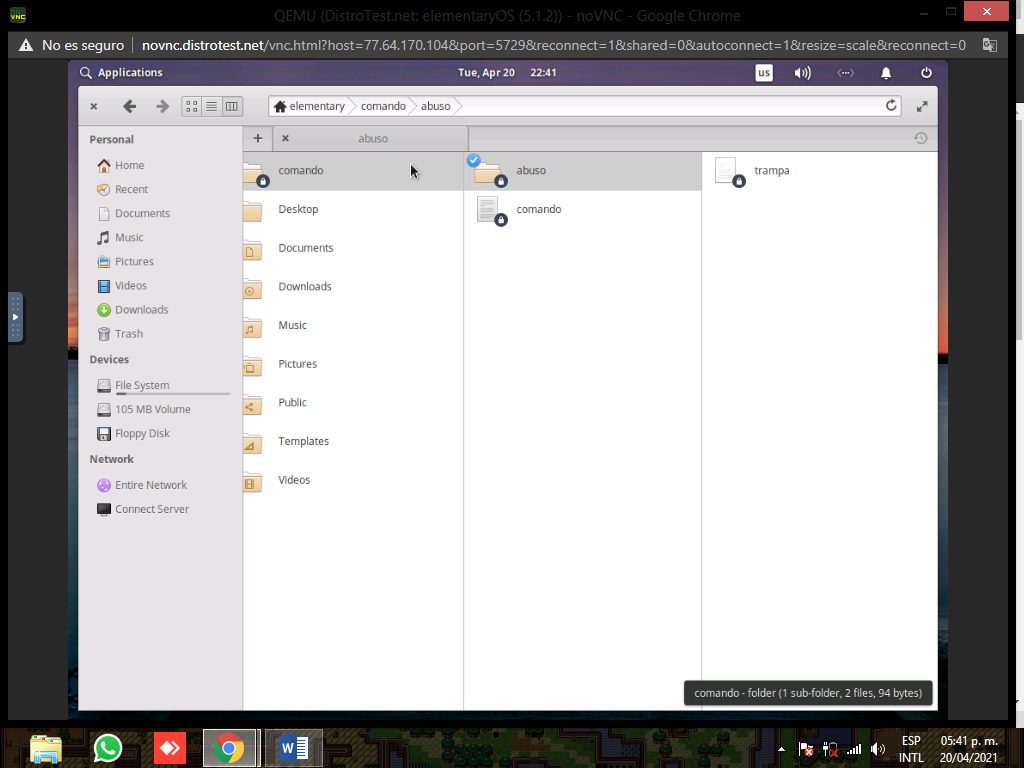 QEMU (DistroTest.net: elementaryOS (5.1.2)) - noVNC - Google Chrome
No es seguro | novnc.distrotest.net/vnc.html?host=77.64.170.104&port=5729&reconnect=1&shared=0&autoconnect=1&resize=scale&reconnect=0
Applications
Tue, Apr 20 22:41
us
elementary
comando
abuso
Personal
abuso
Home
Recent
Documents
Music
Pictures
Videos
Downloads
Trash
Devices
File System
105 MB Volume
Floppy Disk
Network
Entire Network
Connect Server
comando
Desktop
Documents
Downloads
Music
Pictures
Public
Templates
Videos
abuso
comando
trampa
comando - folder (1 sub-folder, 2 files, 94 bytes)
ESP
INTL
05:41 p. m.
20/04/2021